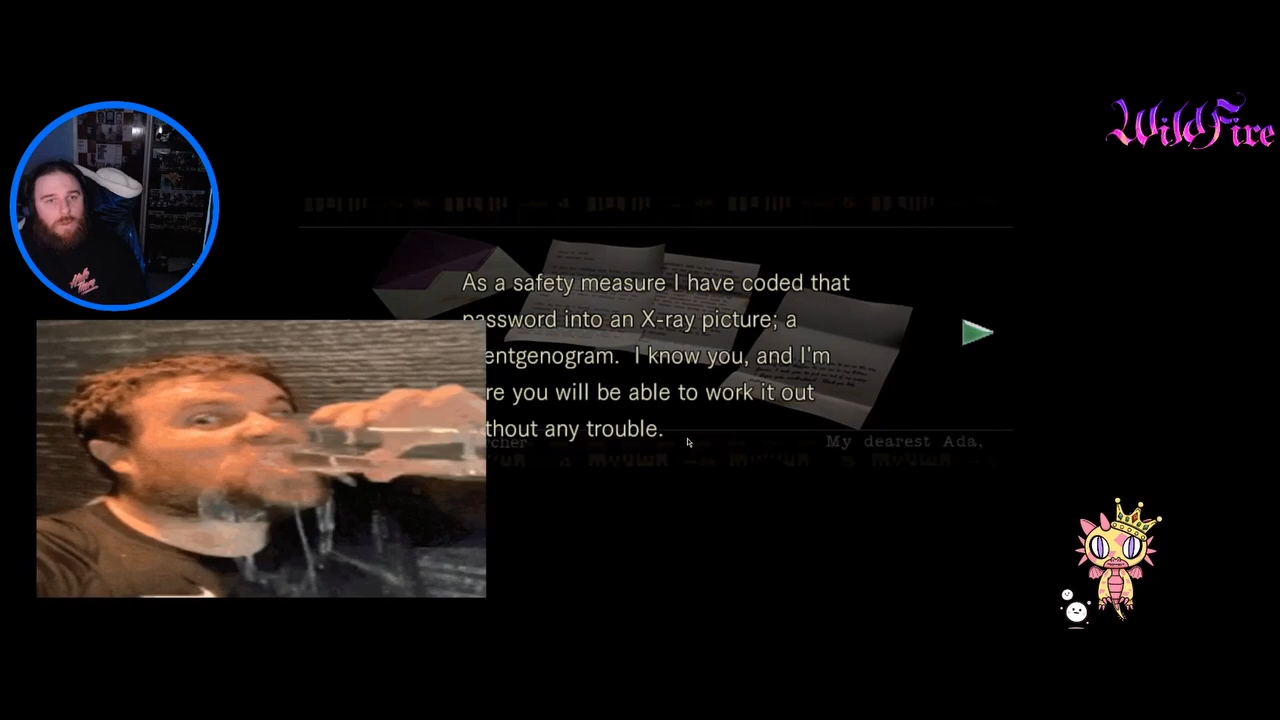 WildFire
As a safety measure I have coded that
password into an X-ray picture; a
entgenogram. I know you, and I'm
re you will be able to work it out
thout any trouble.
cher
My dearest Ada,